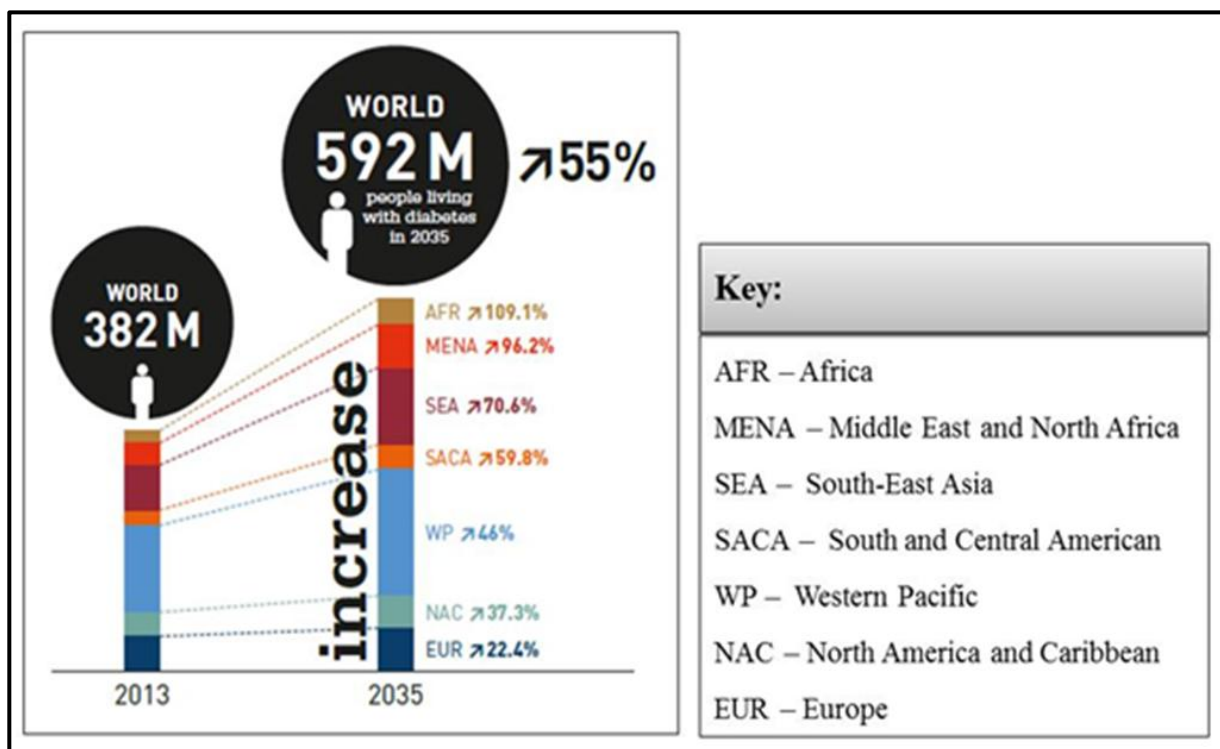 WORLD
592 M
people living
with diabetes
in 2035
↗55%
WORLD
382 M
increase
AFR ↗109.1%
MENA ↗96.2%
SEA ↗70.6%
SACA ↗59.8%
WP ↗46%
NAC ↗37.3%
EUR ↗22.4%
2013
2035
Key:
AFR – Africa
MENA – Middle East and North Africa
SEA – South-East Asia
SACA – South and Central American
WP – Western Pacific
NAC – North America and Caribbean
EUR – Europe